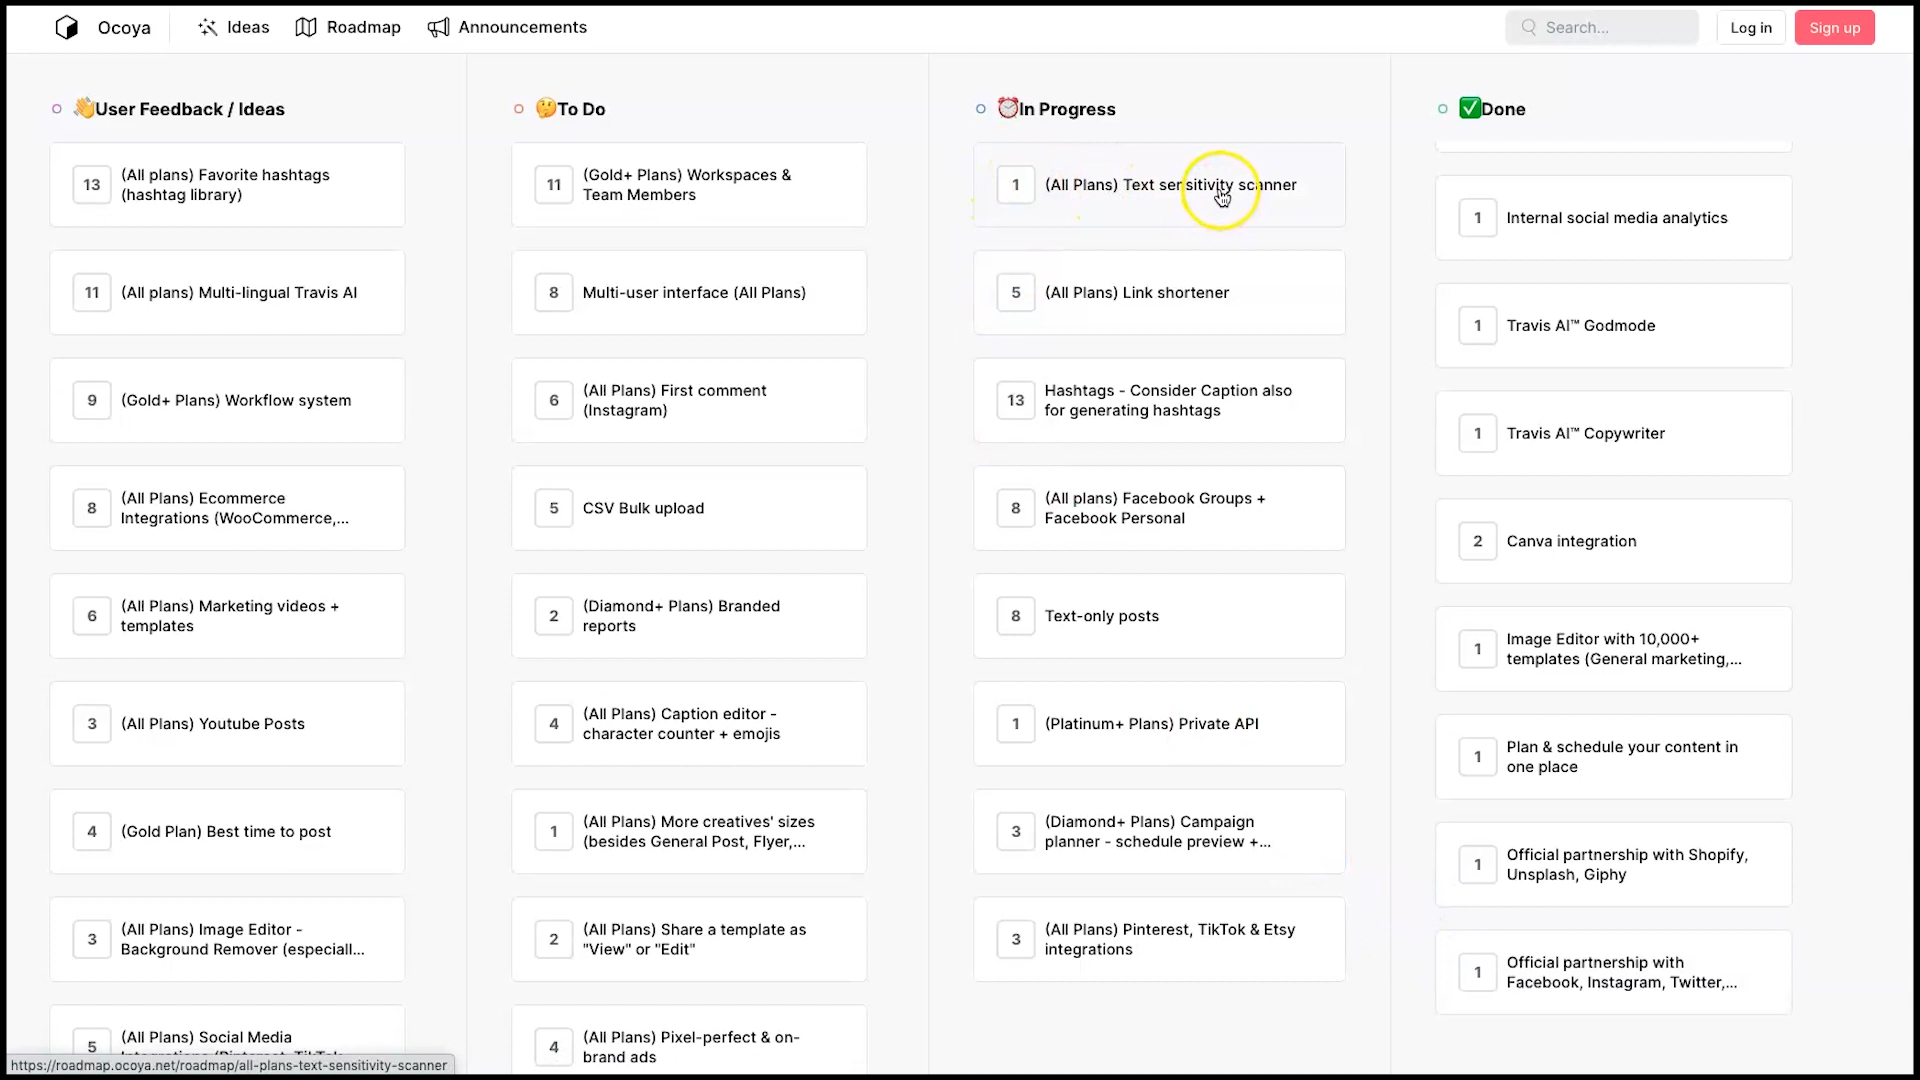 Ocoya
Ideas
Roadmap
Announcements
Search...
Log in
Sign up
User Feedback / Ideas
13
(All plans) Favorite hashtags
(hashtag library)
11
(All plans) Multi-lingual Travis AI
9
(Gold+ Plans) Workflow system
8
(All Plans) Ecommerce
Integrations (WooCommerce,...
6
(All Plans) Marketing videos +
templates
3
(All Plans) Youtube Posts
4
(Gold Plan) Best time to post
3
(All Plans) Image Editor -
Background Remover (especiall...
5
(All Plans) Social Media
To Do
11
(Gold+ Plans) Workspaces &
Team Members
8
Multi-user interface (All Plans)
6
(All Plans) First comment
(Instagram)
5
CSV Bulk upload
2
(Diamond+ Plans) Branded
reports
4
(All Plans) Caption editor -
character counter + emojis
1
(All Plans) More creatives' sizes
(besides General Post, Flyer,...
2
(All Plans) Share a template as
"View" or "Edit"
4
(All Plans) Pixel-perfect & on-
brand ads
In Progress
1
(All Plans) Text sensitivity scanner
5
(All Plans) Link shortener
13
Hashtags - Consider Caption also
for generating hashtags
8
(All plans) Facebook Groups +
Facebook Personal
8
Text-only posts
1
(Platinum+ Plans) Private API
3
(Diamond+ Plans) Campaign
planner - schedule preview +...
3
(All Plans) Pinterest, TikTok & Etsy
integrations
Done
1
Internal social media analytics
1
Travis AI™ Godmode
1
Travis AI™ Copywriter
2
Canva integration
1
Image Editor with 10,000+
templates (General marketing,...
1
Plan & schedule your content in
one place
1
Official partnership with Shopify,
Unsplash, Giphy
1
Official partnership with
Facebook, Instagram, Twitter,...
https://roadmap.ocoya.net/roadmap/all-plans-text-sensitivity-scanner